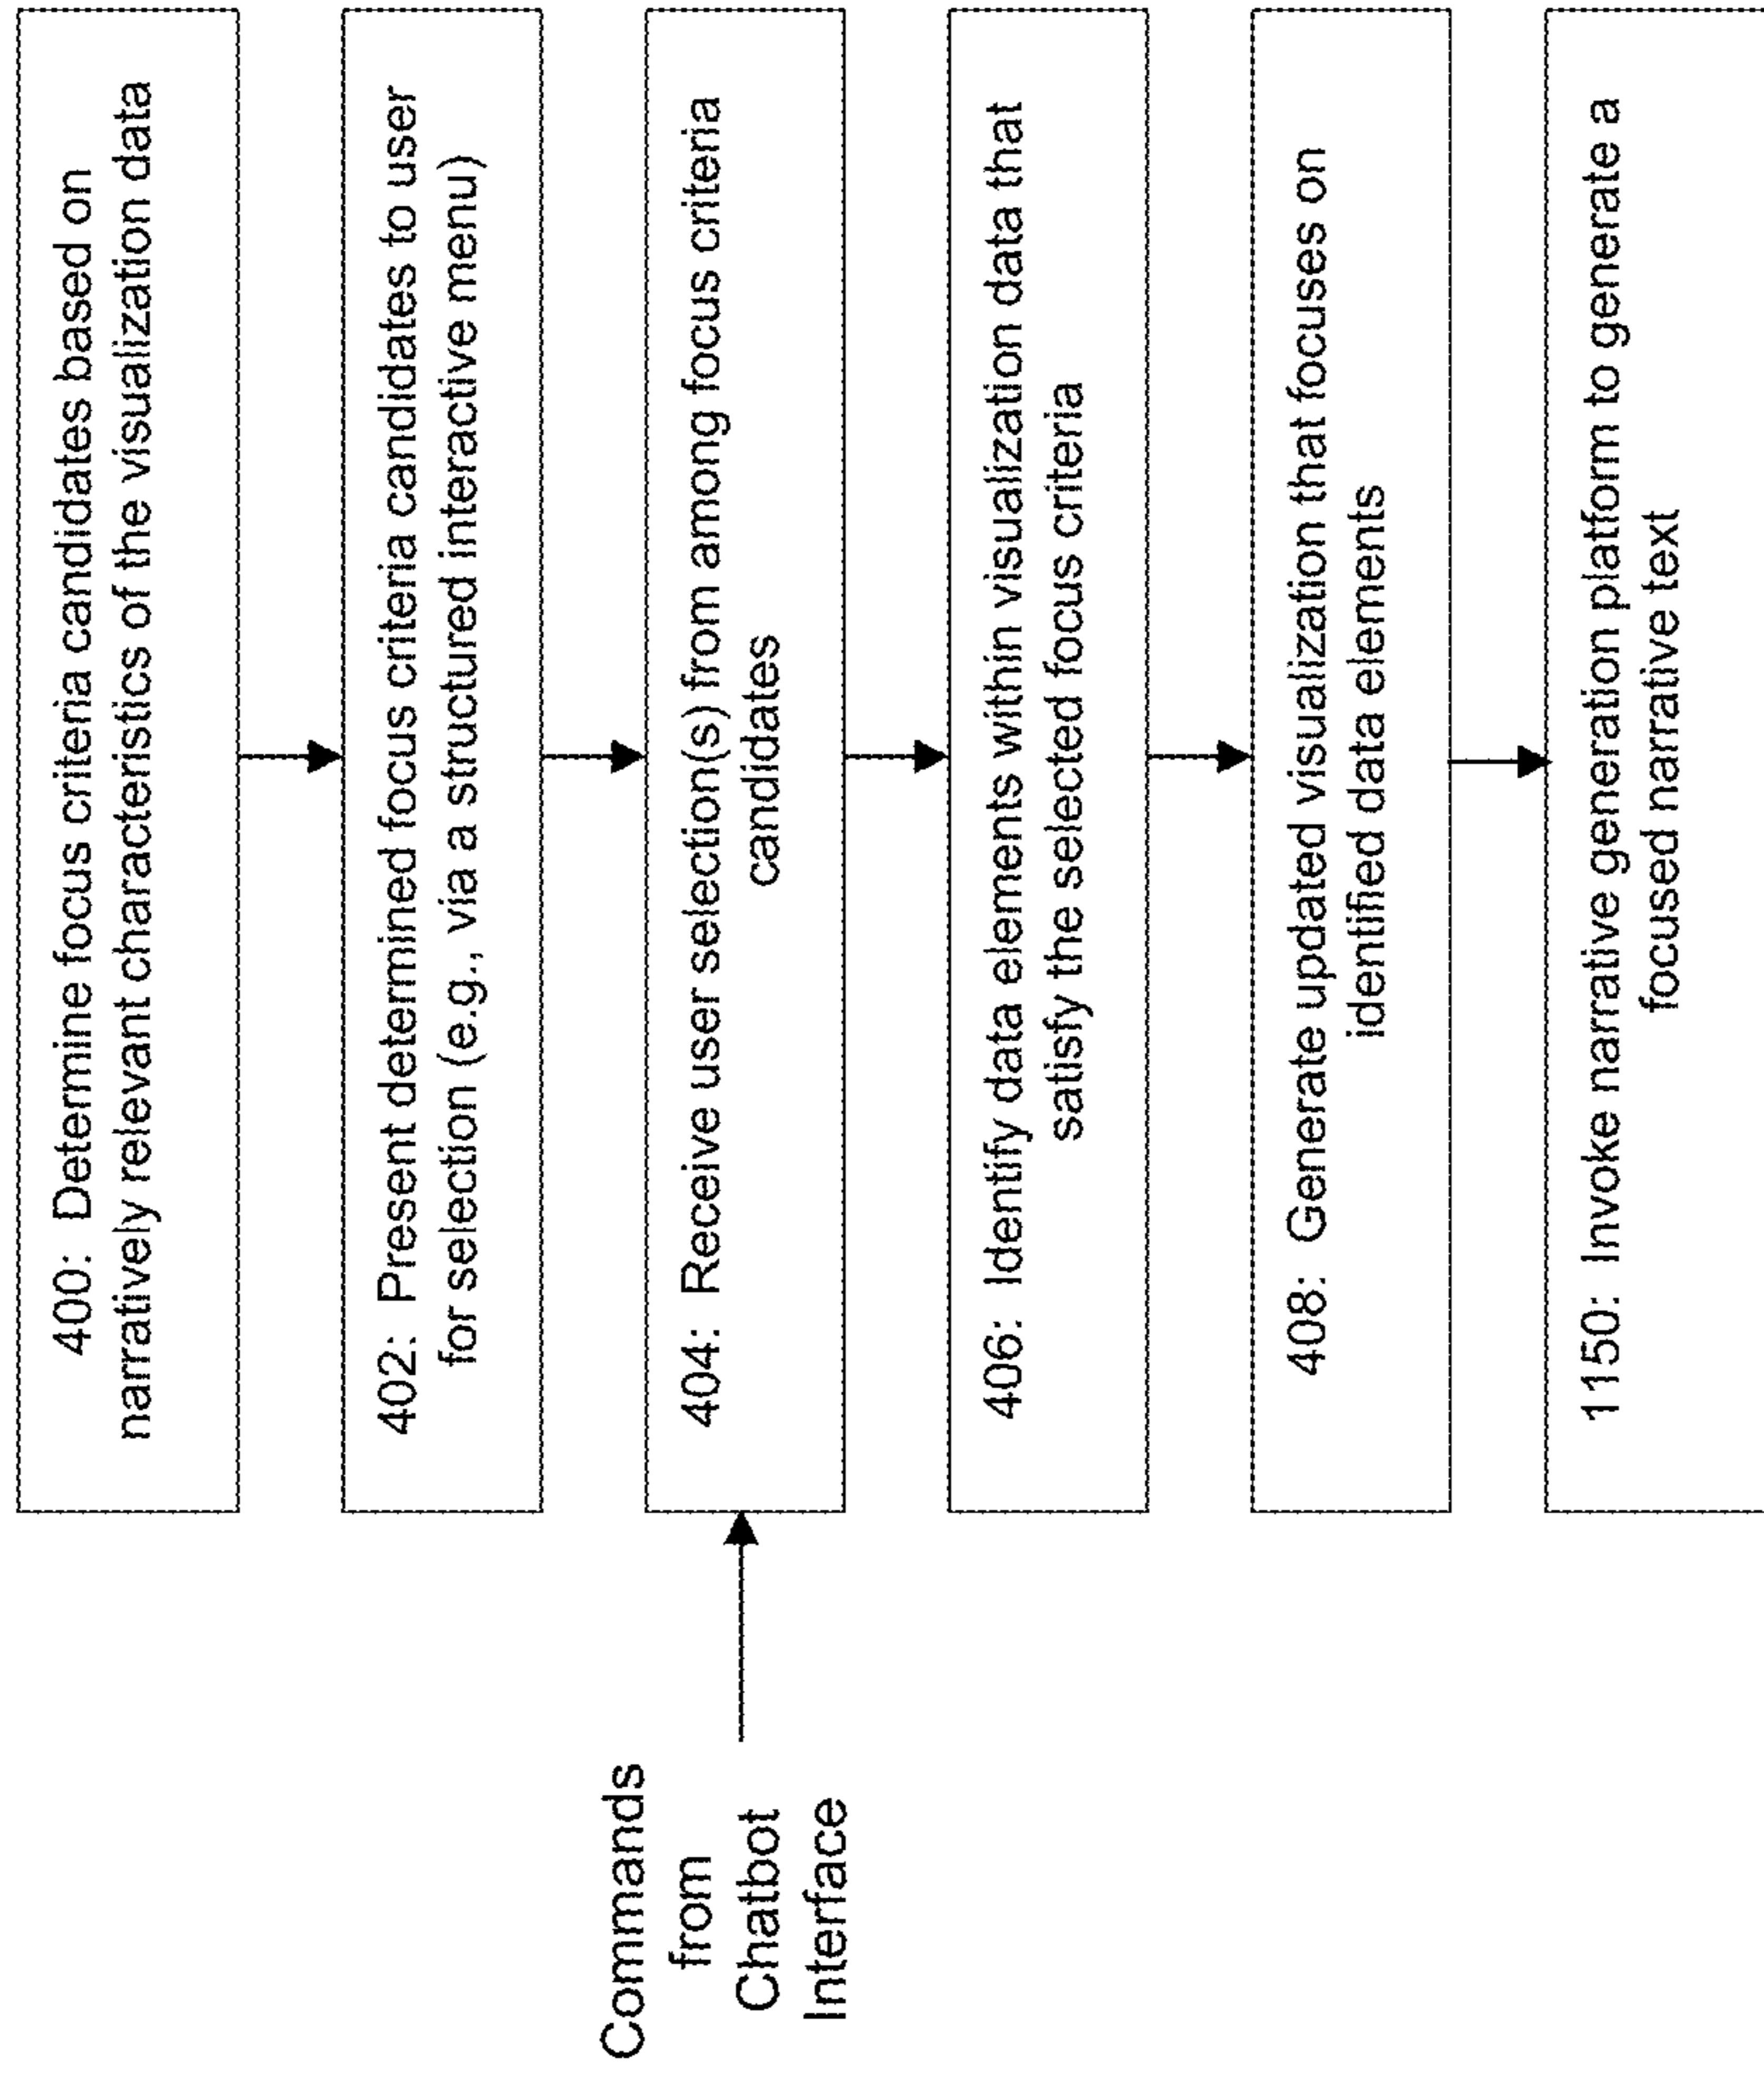 400: Determine focus criteria candidates based on
narratively relevant characteristics of the visualization data
402: Present determined focus criteria candidates to user
for selection (e.g., via a structured interactive menu)
Commands
from
Chatbot
Interface
404: Receive user selection(s) from among focus criteria
candidates
406: Identify data elements within visualization data that
satisfy the selected focus criteria
408: Generate updated visualization that focuses on
identified data elements
1150: Invoke narrative generation platform to generate a
focused narrative text